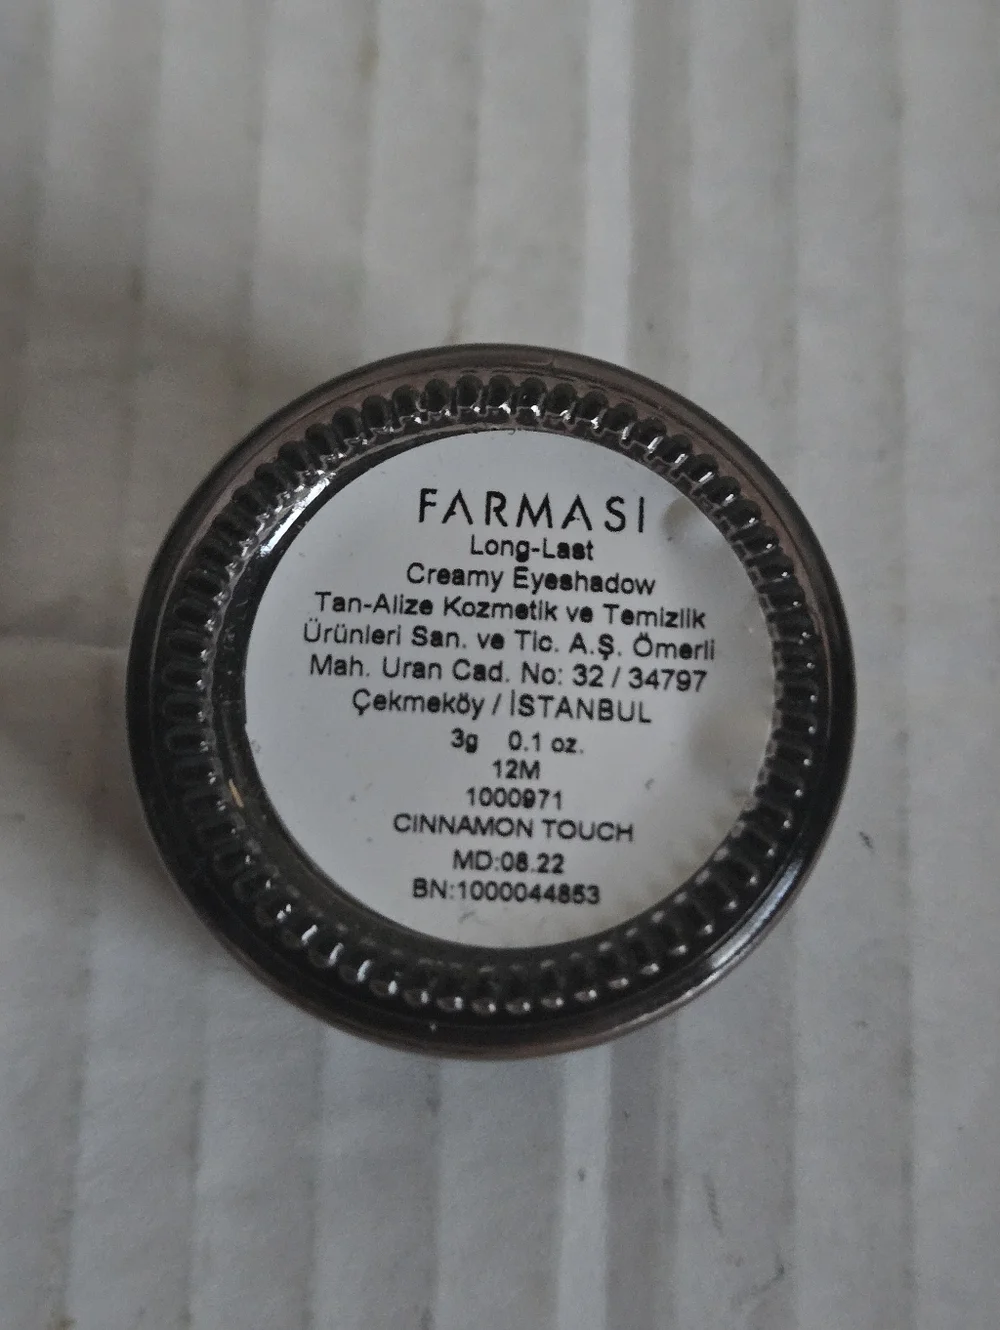 FARMASI
Long-Last
Creamy Eyeshadow
Tan-Alize Kozmetik ve Temizlik
Ürünleri San. ve Tic. A.Ş. Ömerli
Mah. Uran Cad. No: 32 / 34797
Çekmeköy / İSTANBUL
3g 0.1 oz.
12M
1000971
CINNAMON TOUCH
MD:08.22
BN:1000044853